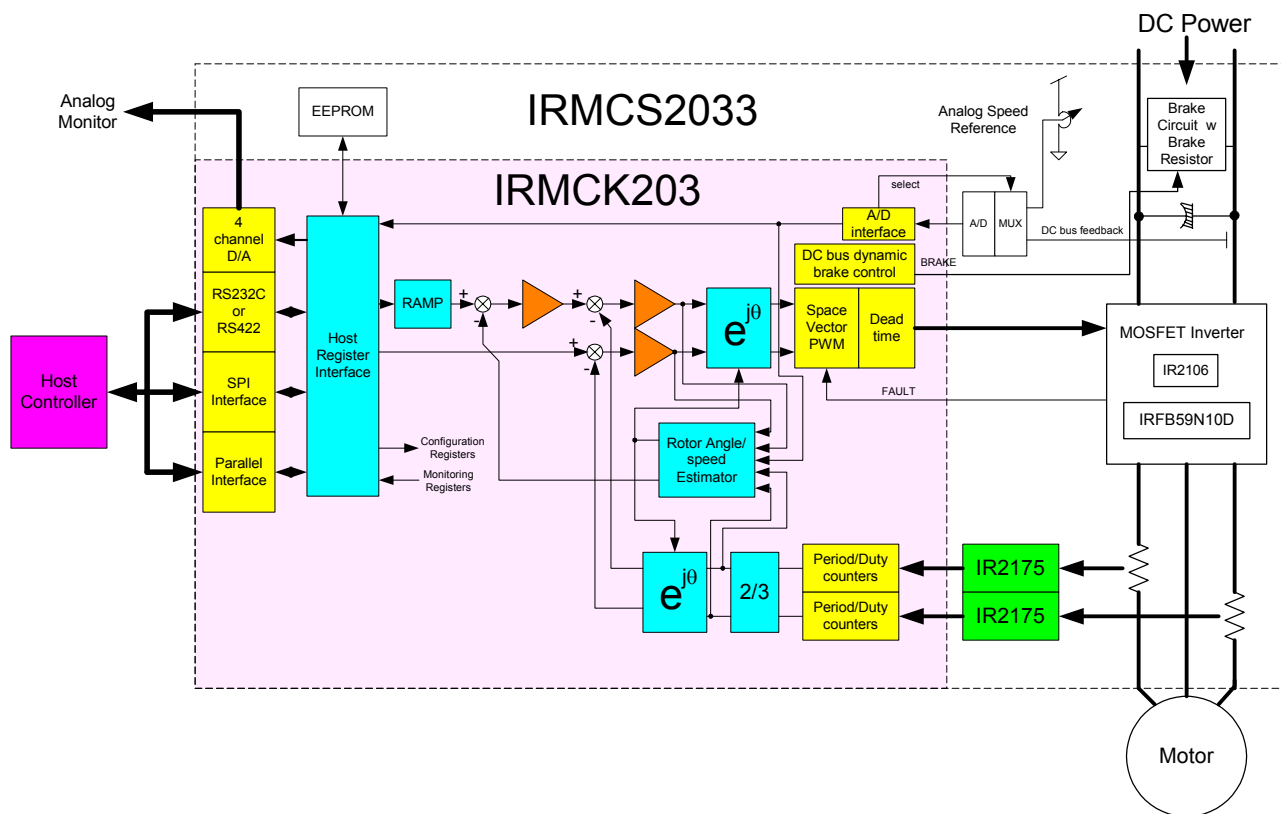 DC Power
Analog
Monitor
EEPROM
IRMCS2033
Analog Speed
Reference
Brake
Circuit w
Brake
Resistor
IRMCK203
select
4
channel
D/A
A/D
interface
A/D
MUX
DC bus feedback
RS232C
or
RS422
Host
Register
Interface
RAMP
+
-
+
-
+
-
DC bus dynamic
brake control
BRAKE
e
jθ
Space
Vector
PWM
Dead
time
MOSFET Inverter
IR2106
IRFB59N10D
FAULT
Host
Controller
SPI
Interface
Parallel
Interface
Configuration
Registers
Monitoring
Registers
Rotor Angle/
speed
Estimator
e
jθ
2/3
Period/Duty
counters
Period/Duty
counters
IR2175
IR2175
Motor